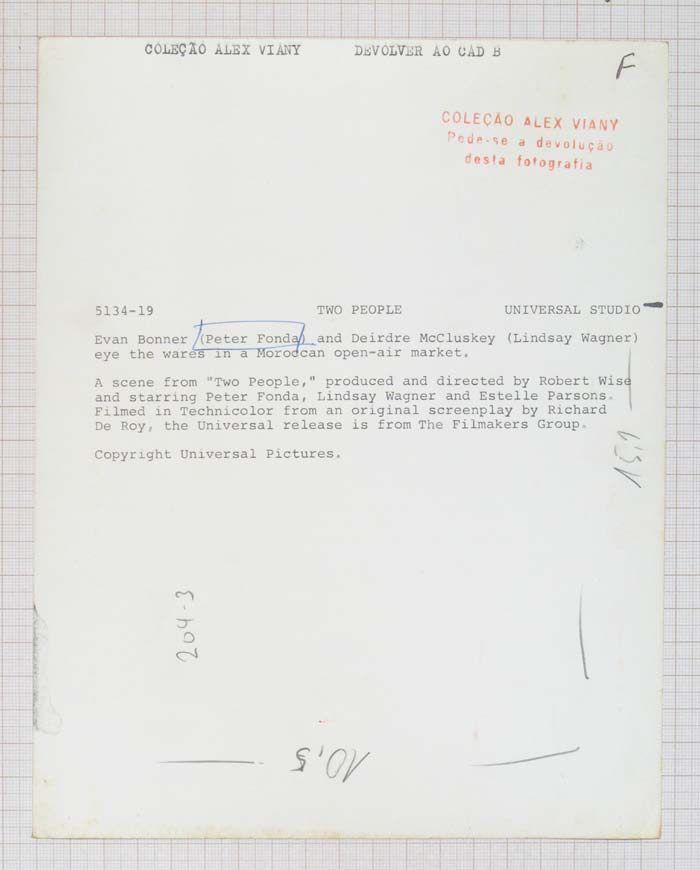 COLEÇÃO ALEX VIANY DEVOLVER AO CAD B
F
COLEÇÃO ALEX VIANY
Pede-se a devolução
desta fotografia
5134-19 TWO PEOPLE UNIVERSAL STUDIO
Evan Bonner (Peter Fonda) and Deirdre McCluskey (Lindsay Wagner)
eye the wares in a Moroccan open-air market.
A scene from "Two People," produced and directed by Robert Wise
and starring Peter Fonda, Lindsay Wagner and Estelle Parsons.
Filmed in Technicolor from an original screenplay by Richard
De Roy, the Universal release is from The Filmakers Group.
Copyright Universal Pictures.
15,1
204-3
10,5